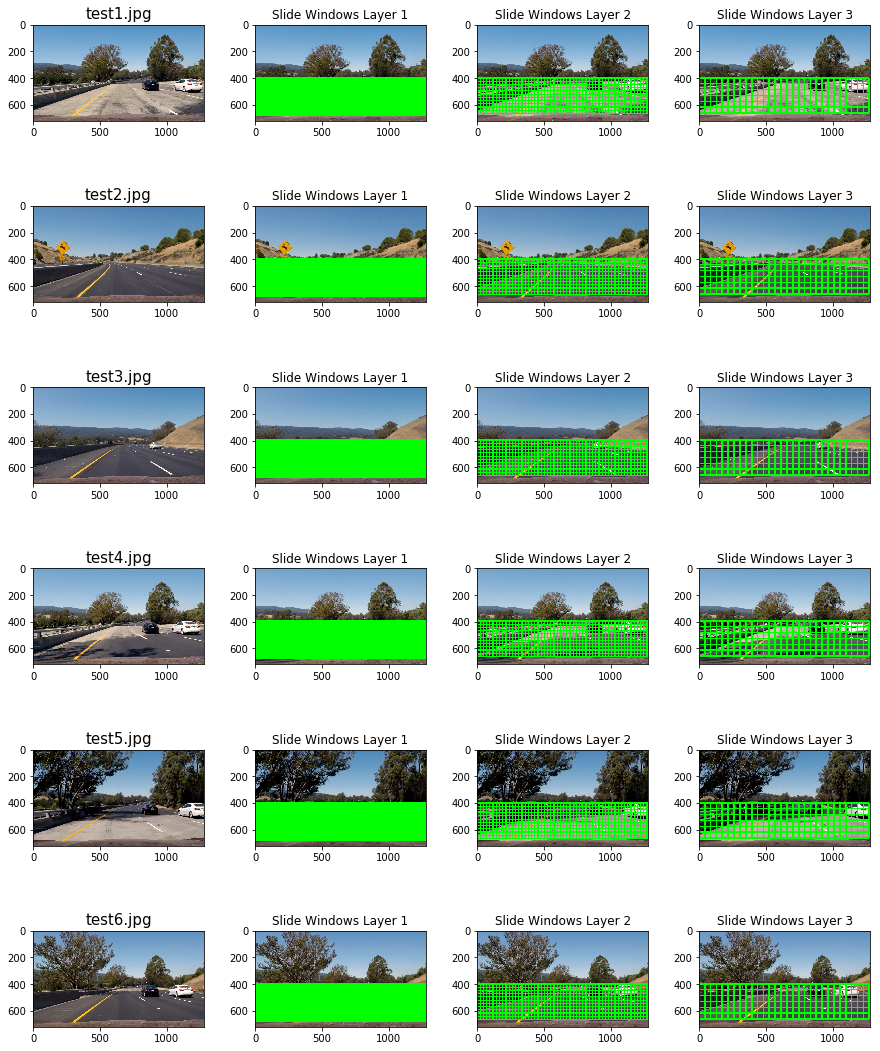 test1.jpg Slide Windows Layer 1 Slide Windows Layer 2 Slide Windows Layer 3
0 0 0 0
200 200 200 200
400 400 400 400
600 600 600 600
0 500 1000 0 500 1000 0 500 1000 0 500 1000
test2.jpg Slide Windows Layer 1 Slide Windows Layer 2 Slide Windows Layer 3
0 0 0 0
200 200 200 200
400 400 400 400
600 600 600 600
0 500 1000 0 500 1000 0 500 1000 0 500 1000
test3.jpg Slide Windows Layer 1 Slide Windows Layer 2 Slide Windows Layer 3
0 0 0 0
200 200 200 200
400 400 400 400
600 600 600 600
0 500 1000 0 500 1000 0 500 1000 0 500 1000
test4.jpg Slide Windows Layer 1 Slide Windows Layer 2 Slide Windows Layer 3
0 0 0 0
200 200 200 200
400 400 400 400
600 600 600 600
0 500 1000 0 500 1000 0 500 1000 0 500 1000
test5.jpg Slide Windows Layer 1 Slide Windows Layer 2 Slide Windows Layer 3
0 0 0 0
200 200 200 200
400 400 400 400
600 600 600 600
0 500 1000 0 500 1000 0 500 1000 0 500 1000
test6.jpg Slide Windows Layer 1 Slide Windows Layer 2 Slide Windows Layer 3
0 0 0 0
200 200 200 200
400 400 400 400
600 600 600 600
0 500 1000 0 500 1000 0 500 1000 0 500 1000